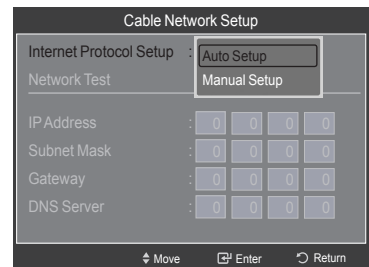 Cable Network Setup
Internet Protocol Setup : Auto Setup
Manual Setup
Network Test
IP Address : 0 0 0 0
Subnet Mask : 0 0 0 0
Gateway : 0 0 0 0
DNS Server : 0 0 0 0
Move Enter Return